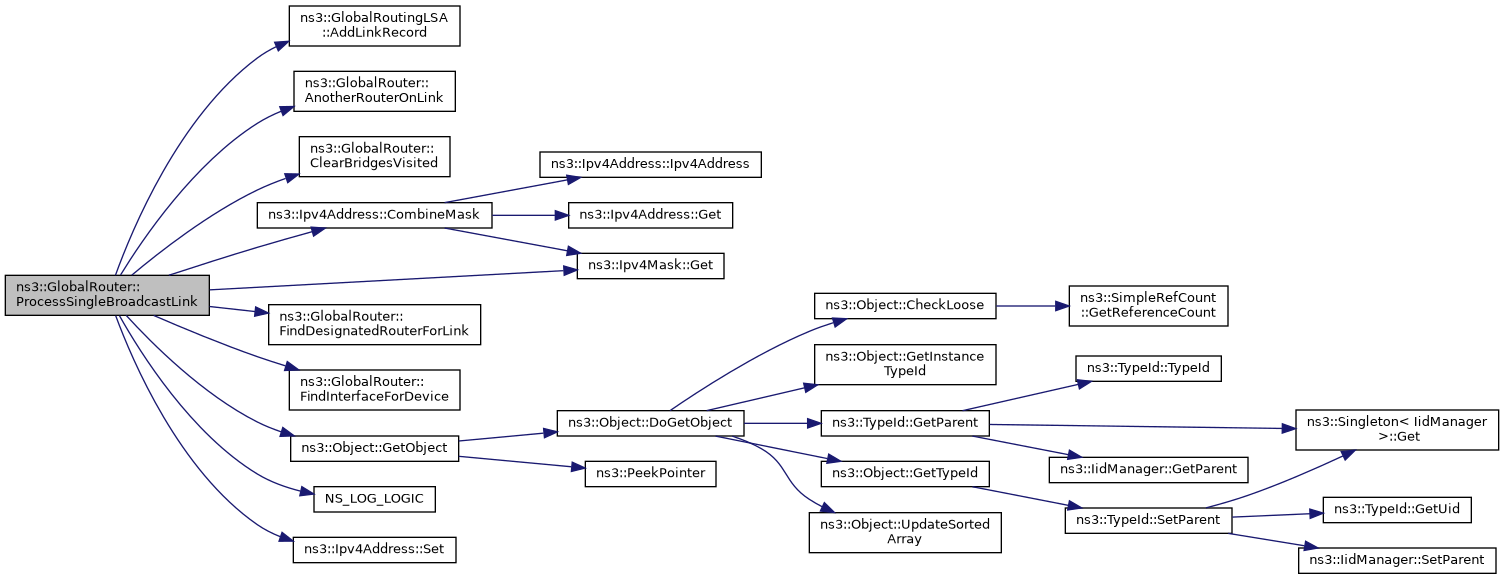 ns3::GlobalRoutingLSA
::AddLinkRecord
ns3::GlobalRouter::
AnotherRouterOnLink
ns3::GlobalRouter::
ClearBridgesVisited
ns3::Ipv4Address::CombineMask
ns3::Ipv4Address::Ipv4Address
ns3::Ipv4Address::Get
ns3::Ipv4Mask::Get
ns3::GlobalRouter::
ProcessSingleBroadcastLink
ns3::GlobalRouter::
FindDesignatedRouterForLink
ns3::GlobalRouter::
FindInterfaceForDevice
ns3::Object::GetObject
NS_LOG_LOGIC
ns3::Ipv4Address::Set
ns3::Object::DoGetObject
ns3::PeekPointer
ns3::Object::CheckLoose
ns3::SimpleRefCount
::GetReferenceCount
ns3::Object::GetInstance
TypeId
ns3::TypeId::GetParent
ns3::Object::GetTypeId
ns3::Object::UpdateSorted
Array
ns3::TypeId::TypeId
ns3::Singleton< IidManager
>::Get
ns3::IidManager::GetParent
ns3::TypeId::SetParent
ns3::TypeId::GetUid
ns3::IidManager::SetParent